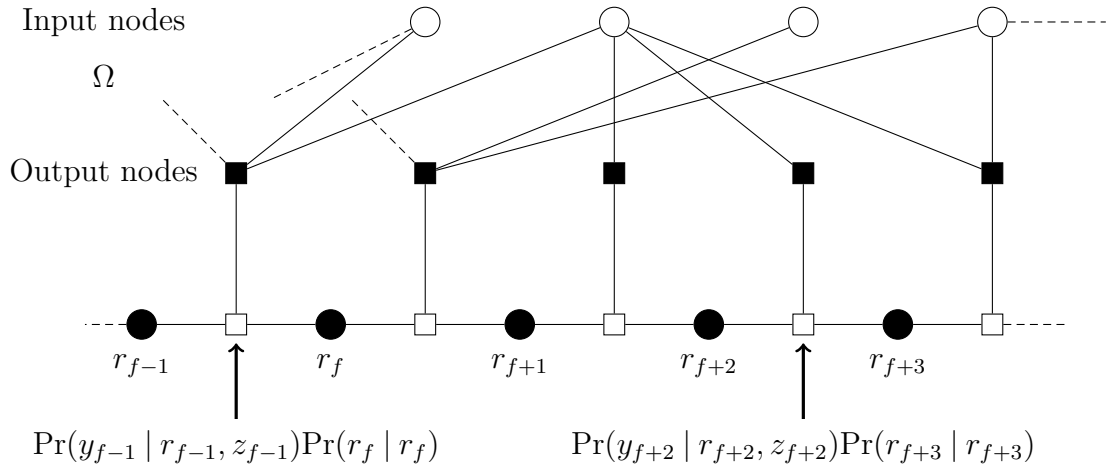 Input nodes
Ω
Output nodes
r_{f−1} r_f r_{f+1} r_{f+2} r_{f+3}
Pr(y_{f−1} | r_{f−1}, z_{f−1})Pr(r_f | r_f) Pr(y_{f+2} | r_{f+2}, z_{f+2})Pr(r_{f+3} | r_{f+3})